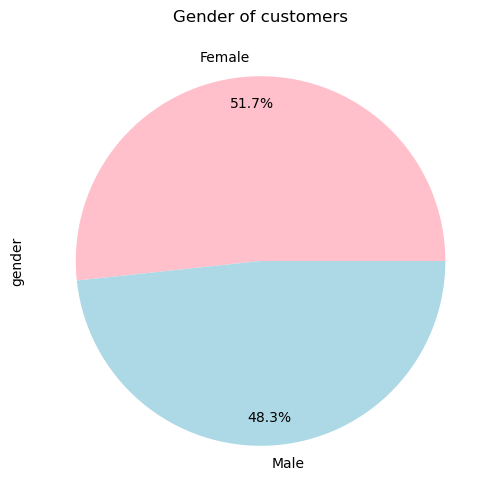 Gender of customers
Female
51.7%
gender
48.3%
Male